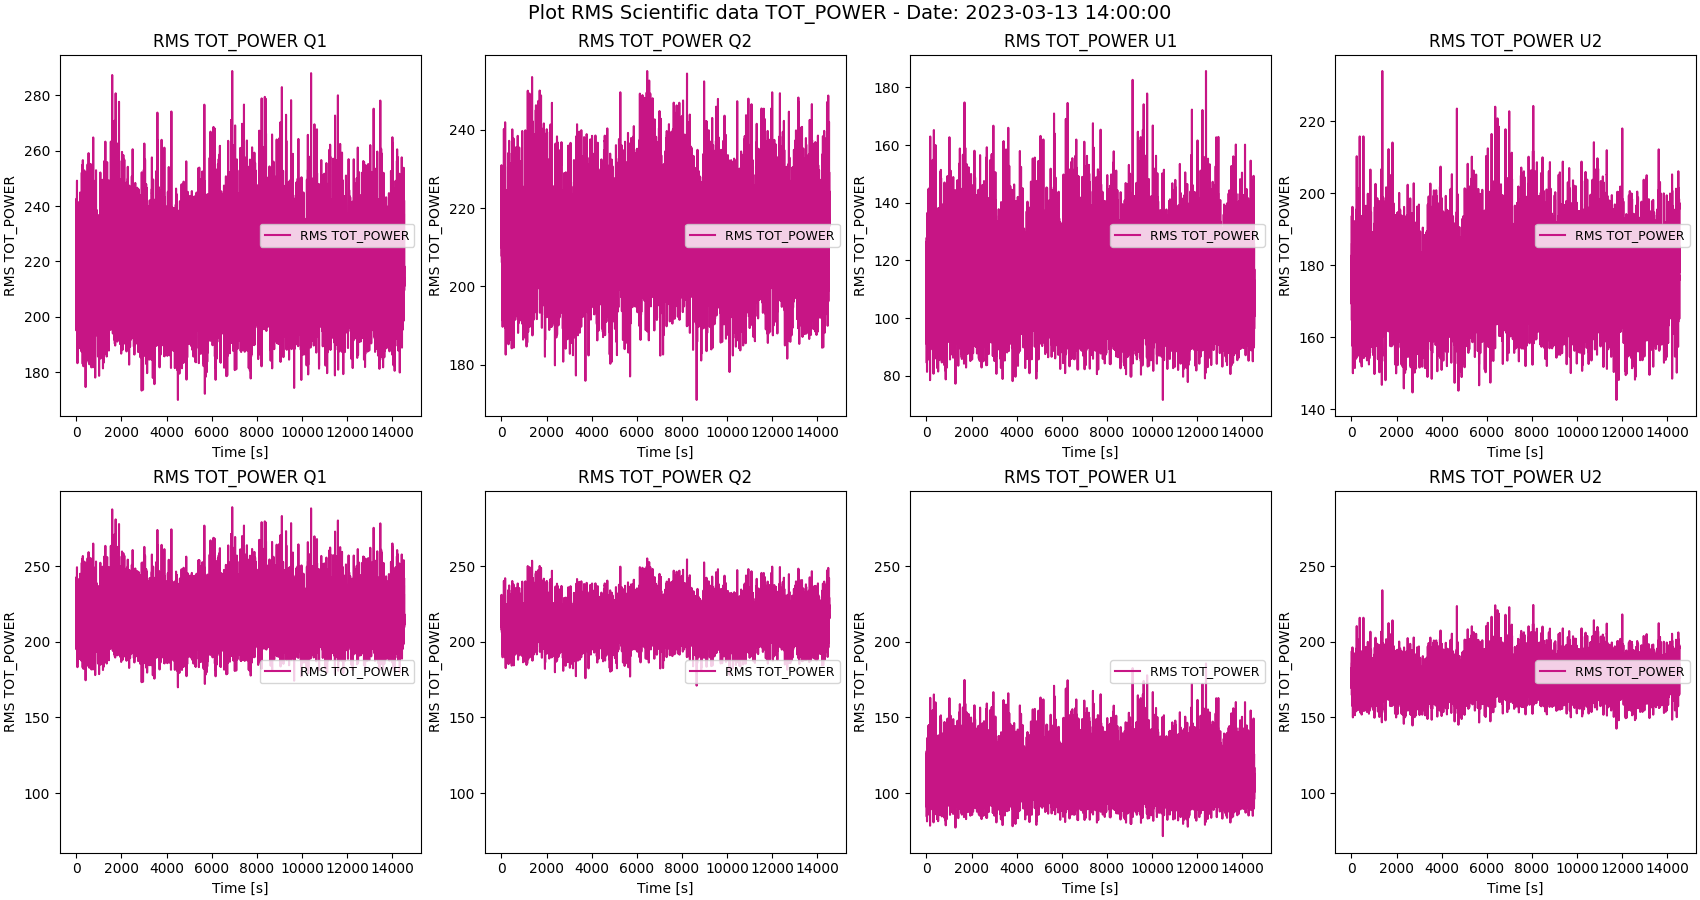 Plot RMS Scientific data TOT_POWER - Date: 2023-03-13 14:00:00
RMS TOT_POWER Q1
RMS TOT_POWER
280
260
240
220
200
180
RMS TOT_POWER
0 2000 4000 6000 8000 10000 12000 14000
Time [s]
RMS TOT_POWER Q2
RMS TOT_POWER
240
220
200
180
RMS TOT_POWER
0 2000 4000 6000 8000 10000 12000 14000
Time [s]
RMS TOT_POWER U1
RMS TOT_POWER
180
160
140
120
100
80
RMS TOT_POWER
0 2000 4000 6000 8000 10000 12000 14000
Time [s]
RMS TOT_POWER U2
RMS TOT_POWER
220
200
180
160
140
RMS TOT_POWER
0 2000 4000 6000 8000 10000 12000 14000
Time [s]
RMS TOT_POWER Q1
RMS TOT_POWER
250
200
150
100
RMS TOT_POWER
0 2000 4000 6000 8000 10000 12000 14000
Time [s]
RMS TOT_POWER Q2
RMS TOT_POWER
250
200
150
100
RMS TOT_POWER
0 2000 4000 6000 8000 10000 12000 14000
Time [s]
RMS TOT_POWER U1
RMS TOT_POWER
250
200
150
100
RMS TOT_POWER
0 2000 4000 6000 8000 10000 12000 14000
Time [s]
RMS TOT_POWER U2
RMS TOT_POWER
250
200
150
100
RMS TOT_POWER
0 2000 4000 6000 8000 10000 12000 14000
Time [s]